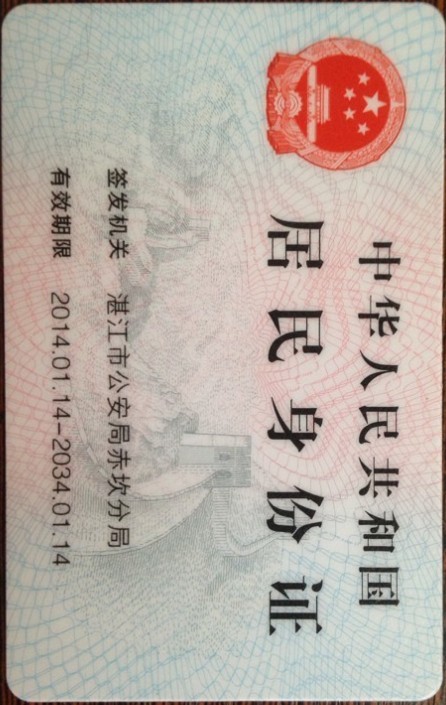 中华人民共和国
居民身份证
签发机关 湛江市公安局赤坎分局
有效期限 2014.01.14-2034.01.14